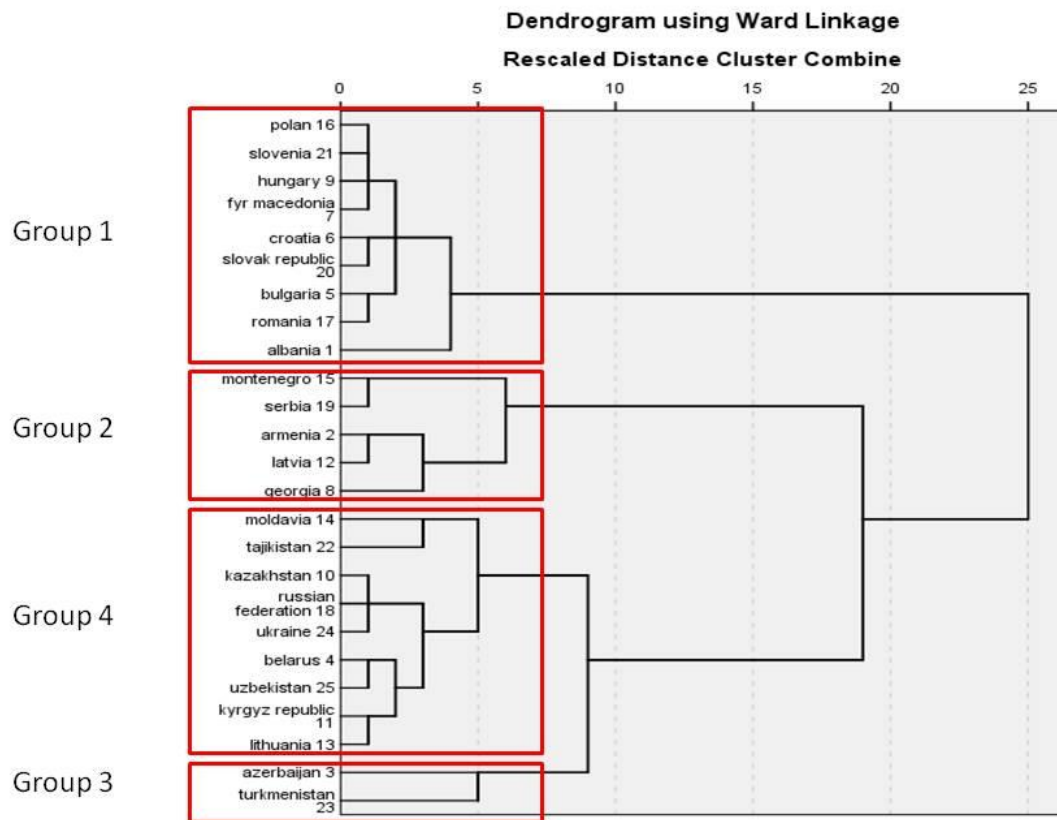 Dendrogram using Ward Linkage
Rescaled Distance Cluster Combine
0 5 10 15 20 25
Group 1
polan 16
slovenia 21
hungary 9
fyr macedonia
7
croatia 6
slovak republic
20
bulgaria 5
romania 17
albania 1
Group 2
montenegro 15
serbia 19
armenia 2
latvia 12
georgia 8
Group 4
moldavia 14
tajikistan 22
kazakhstan 10
russian
federation 18
ukraine 24
belarus 4
uzbekistan 25
kyrgyz republic
11
lithuania 13
Group 3
azerbaijan 3
turkmenistan
23